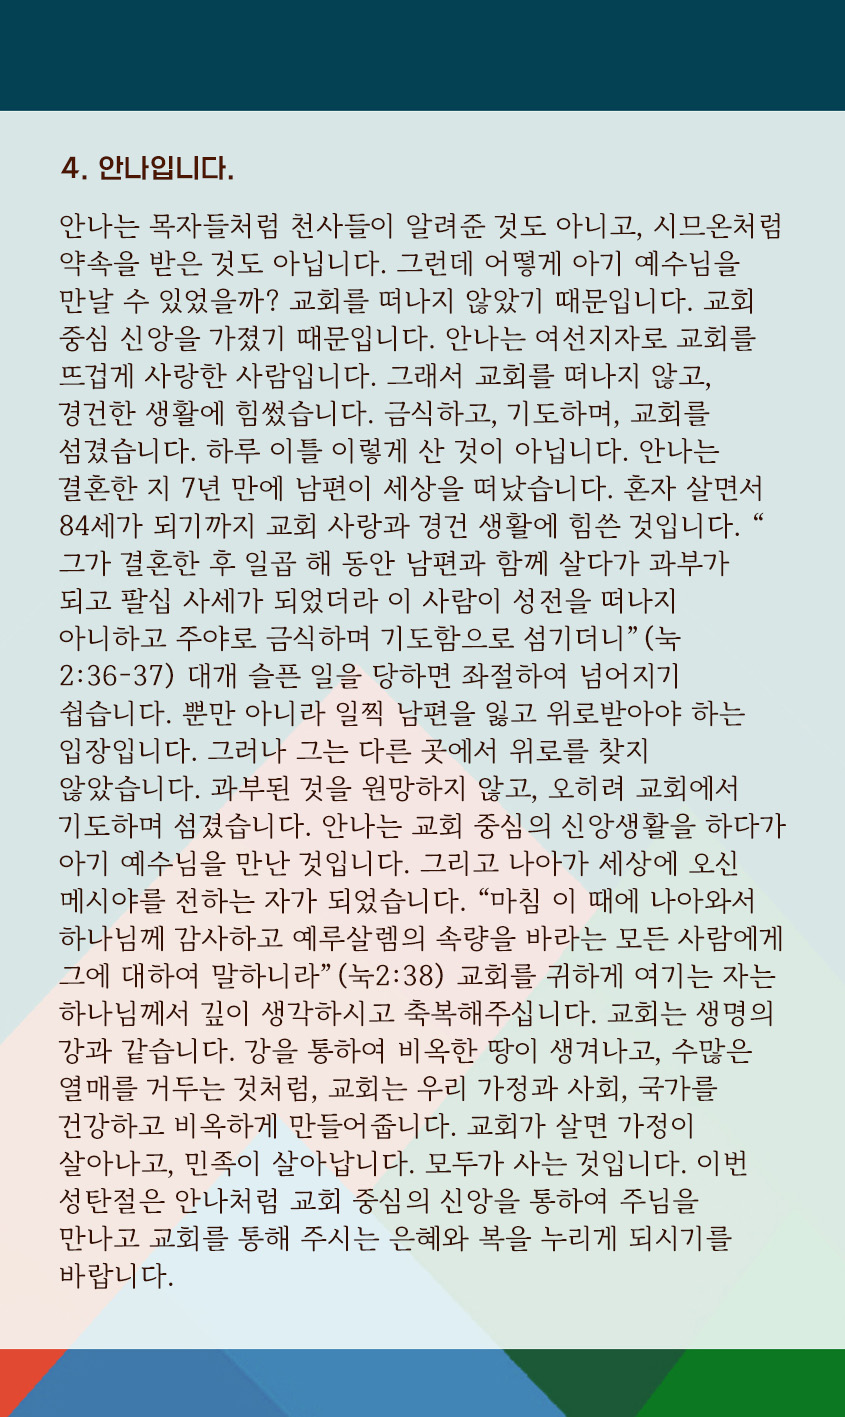 4. 안나입니다.
안나는 목자들처럼 천사들이 알려준 것도 아니고, 시므온처럼
약속을 받은 것도 아닙니다. 그런데 어떻게 아기 예수님을
만날 수 있었을까? 교회를 떠나지 않았기 때문입니다. 교회
중심 신앙을 가졌기 때문입니다. 안나는 여선지자로 교회를
뜨겁게 사랑한 사람입니다. 그래서 교회를 떠나지 않고,
경건한 생활에 힘썼습니다. 금식하고, 기도하며, 교회를
섬겼습니다. 하루 이틀 이렇게 산 것이 아닙니다. 안나는
결혼한 지 7년 만에 남편이 세상을 떠났습니다. 혼자 살면서
84세가 되기까지 교회 사랑과 경건 생활에 힘쓴 것입니다. “
그가 결혼한 후 일곱 해 동안 남편과 함께 살다가 과부가
되고 팔십 사세가 되었더라 이 사람이 성전을 떠나지
아니하고 주야로 금식하며 기도함으로 섬기더니”(눅
2:36-37) 대개 슬픈 일을 당하면 좌절하여 넘어지기
쉽습니다. 뿐만 아니라 일찍 남편을 잃고 위로받아야 하는
입장입니다. 그러나 그는 다른 곳에서 위로를 찾지
않았습니다. 과부된 것을 원망하지 않고, 오히려 교회에서
기도하며 섬겼습니다. 안나는 교회 중심의 신앙생활을 하다가
아기 예수님을 만난 것입니다. 그리고 나아가 세상에 오신
메시야를 전하는 자가 되었습니다. “마침 이 때에 나아와서
하나님께 감사하고 예루살렘의 속량을 바라는 모든 사람에게
그에 대하여 말하니라”(눅2:38) 교회를 귀하게 여기는 자는
하나님께서 깊이 생각하시고 축복해주십니다. 교회는 생명의
강과 같습니다. 강을 통하여 비옥한 땅이 생겨나고, 수많은
열매를 거두는 것처럼, 교회는 우리 가정과 사회, 국가를
건강하고 비옥하게 만들어줍니다. 교회가 살면 가정이
살아나고, 민족이 살아납니다. 모두가 사는 것입니다. 이번
성탄절은 안나처럼 교회 중심의 신앙을 통하여 주님을
만나고 교회를 통해 주시는 은혜와 복을 누리게 되시기를
바랍니다.